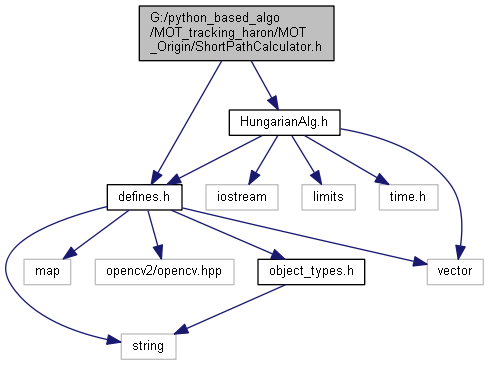 G:/python_based_algo
/MOT_tracking_haron/MOT
_Origin/ShortPathCalculator.h
HungarianAlg.h
defines.h
iostream
limits
time.h
map
opencv2/opencv.hpp
object_types.h
vector
string